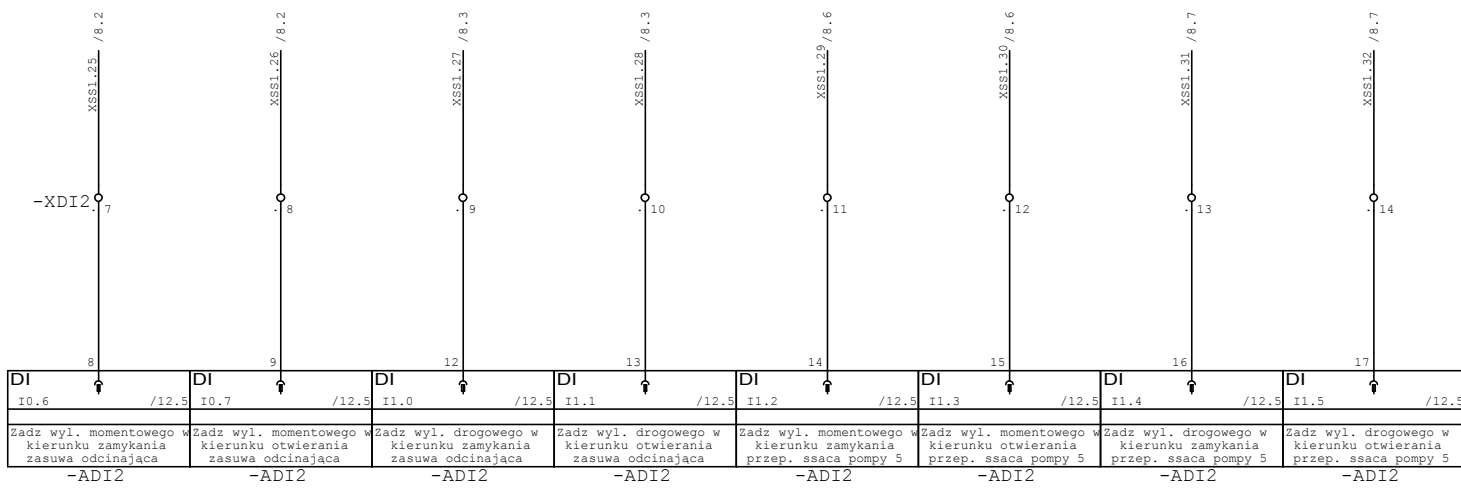 /8.2 /8.2 /8.3 /8.3 /8.6 /8.6 /8.7 /8.7
XSS1.25 XSS1.26 XSS1.27 XSS1.28 XSS1.29 XSS1.30 XSS1.31 XSS1.32
-XDI2 7 8 9 10 11 12 13 14
8 9 12 13 14 15 16 17
DI DI DI DI DI DI DI DI
I0.6 /12.5 I0.7 /12.5 I1.0 /12.5 I1.1 /12.5 I1.2 /12.5 I1.3 /12.5 I1.4 /12.5 I1.5 /12.5
Zadz wyl. momentowego w
kierunku zamykania
zasuwa odcinająca
Zadz wyl. momentowego w
kierunku otwierania
zasuwa odcinająca
Zadz wyl. drogowego w
kierunku zamykania
zasuwa odcinająca
Zadz wyl. drogowego w
kierunku otwierania
zasuwa odcinająca
Zadz wyl. momentowego w
kierunku zamykania
przep. ssaca pompy 5
Zadz wyl. momentowego w
kierunku otwierania
przep. ssaca pompy 5
Zadz wyl. drogowego w
kierunku zamykania
przep. ssaca pompy 5
Zadz wyl. drogowego w
kierunku otwierania
przep. ssaca pompy 5
-ADI2 -ADI2 -ADI2 -ADI2 -ADI2 -ADI2 -ADI2 -ADI2